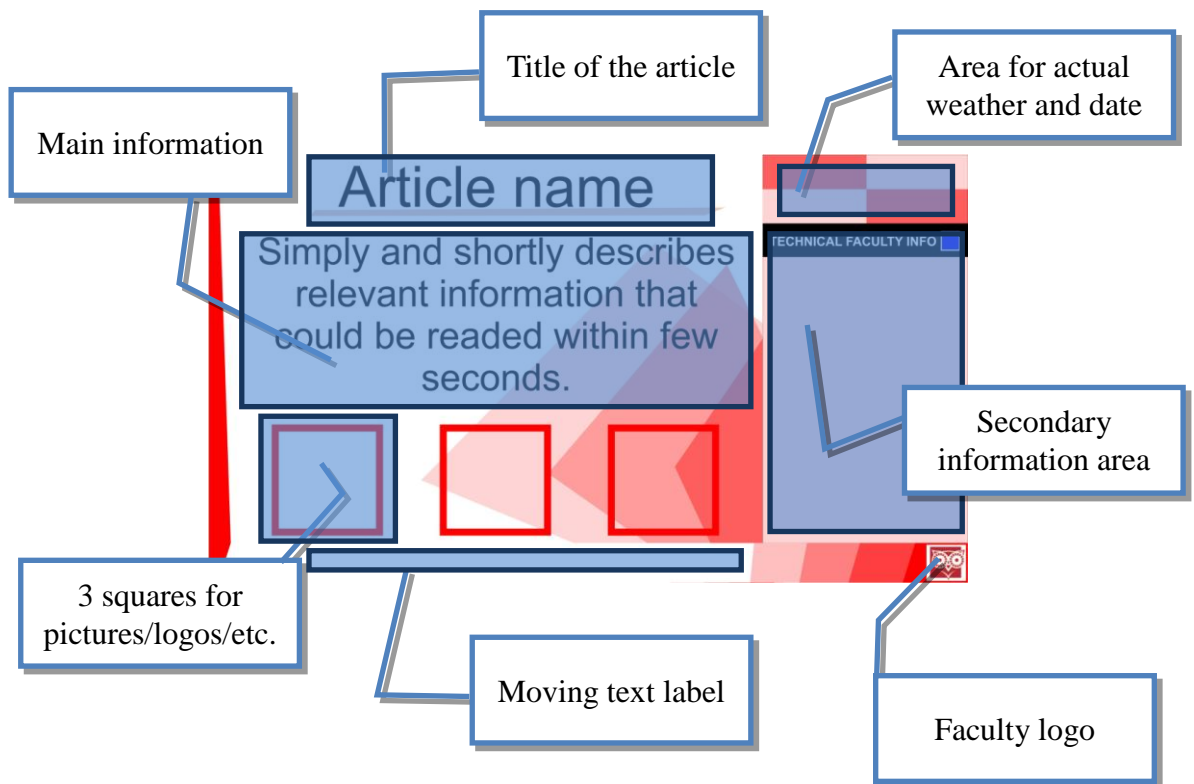 Title of the article
Area for actual
weather and date
Main information
Article name
Simply and shortly describes
relevant information that
could be readed within few
seconds.
TECHNICAL FACULTY INFO
Secondary
information area
3 squares for
pictures/logos/etc.
Moving text label
Faculty logo